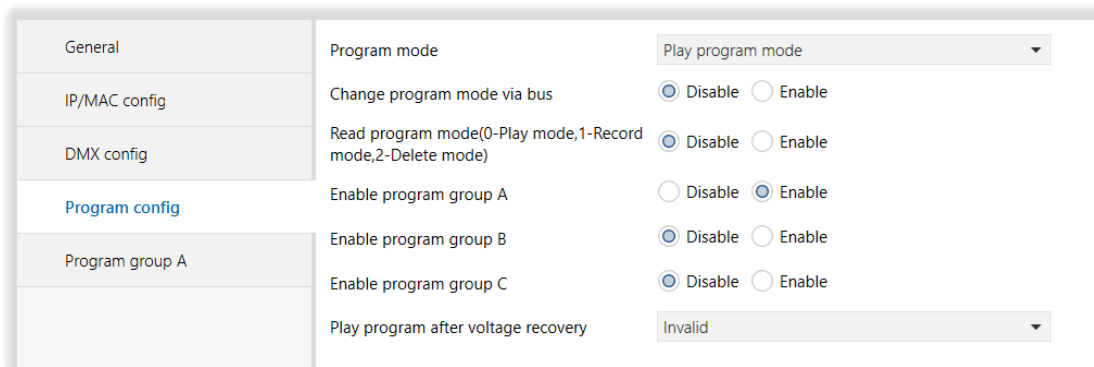 General
IP/MAC config
DMX config
Program config
Program group A
Program mode
Play program mode
Change program mode via bus
Disable Enable
Read program mode(0-Play mode,1-Record
mode,2-Delete mode)
Disable Enable
Enable program group A
Disable Enable
Enable program group B
Disable Enable
Enable program group C
Disable Enable
Play program after voltage recovery
Invalid